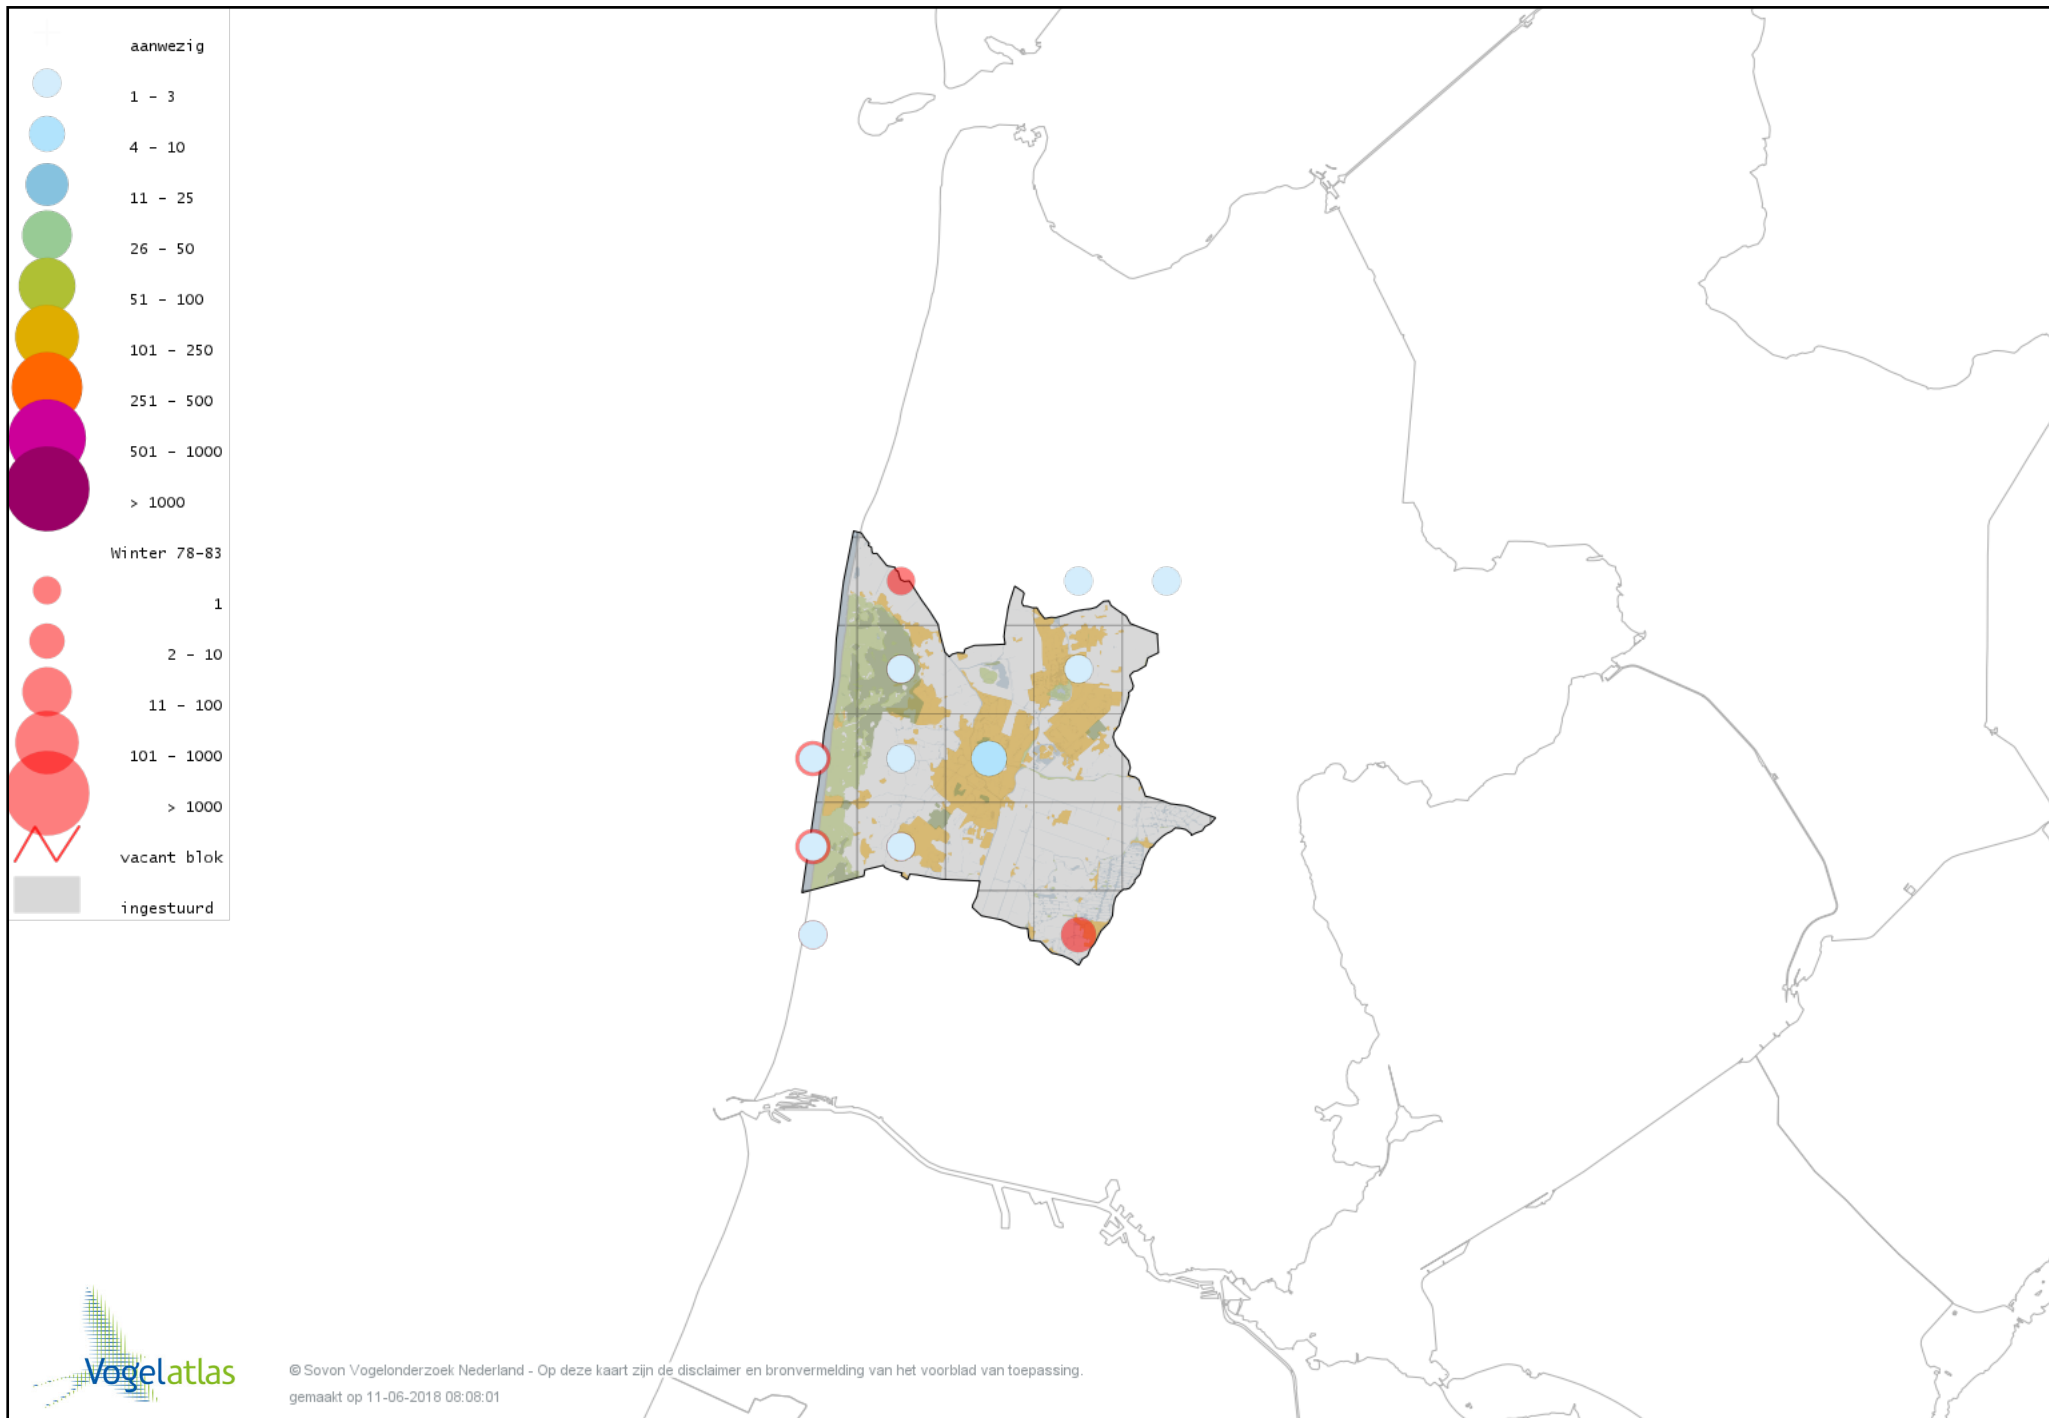 aanwezig
1 - 3
4 - 10
11 - 25
26 - 50
51 - 100
101 - 250
251 - 500
501 - 1000
> 1000
Winter 78-83
1
2 - 10
11 - 100
101 - 1000
> 1000
vacant blok
ingestuurd
Vogelatlas
© Sovon Vogelonderzoek Nederland - Op deze kaart zijn de disclaimer en bronvermelding van het voorblad van toepassing.
gemaakt op 11-06-2018 08:08:01